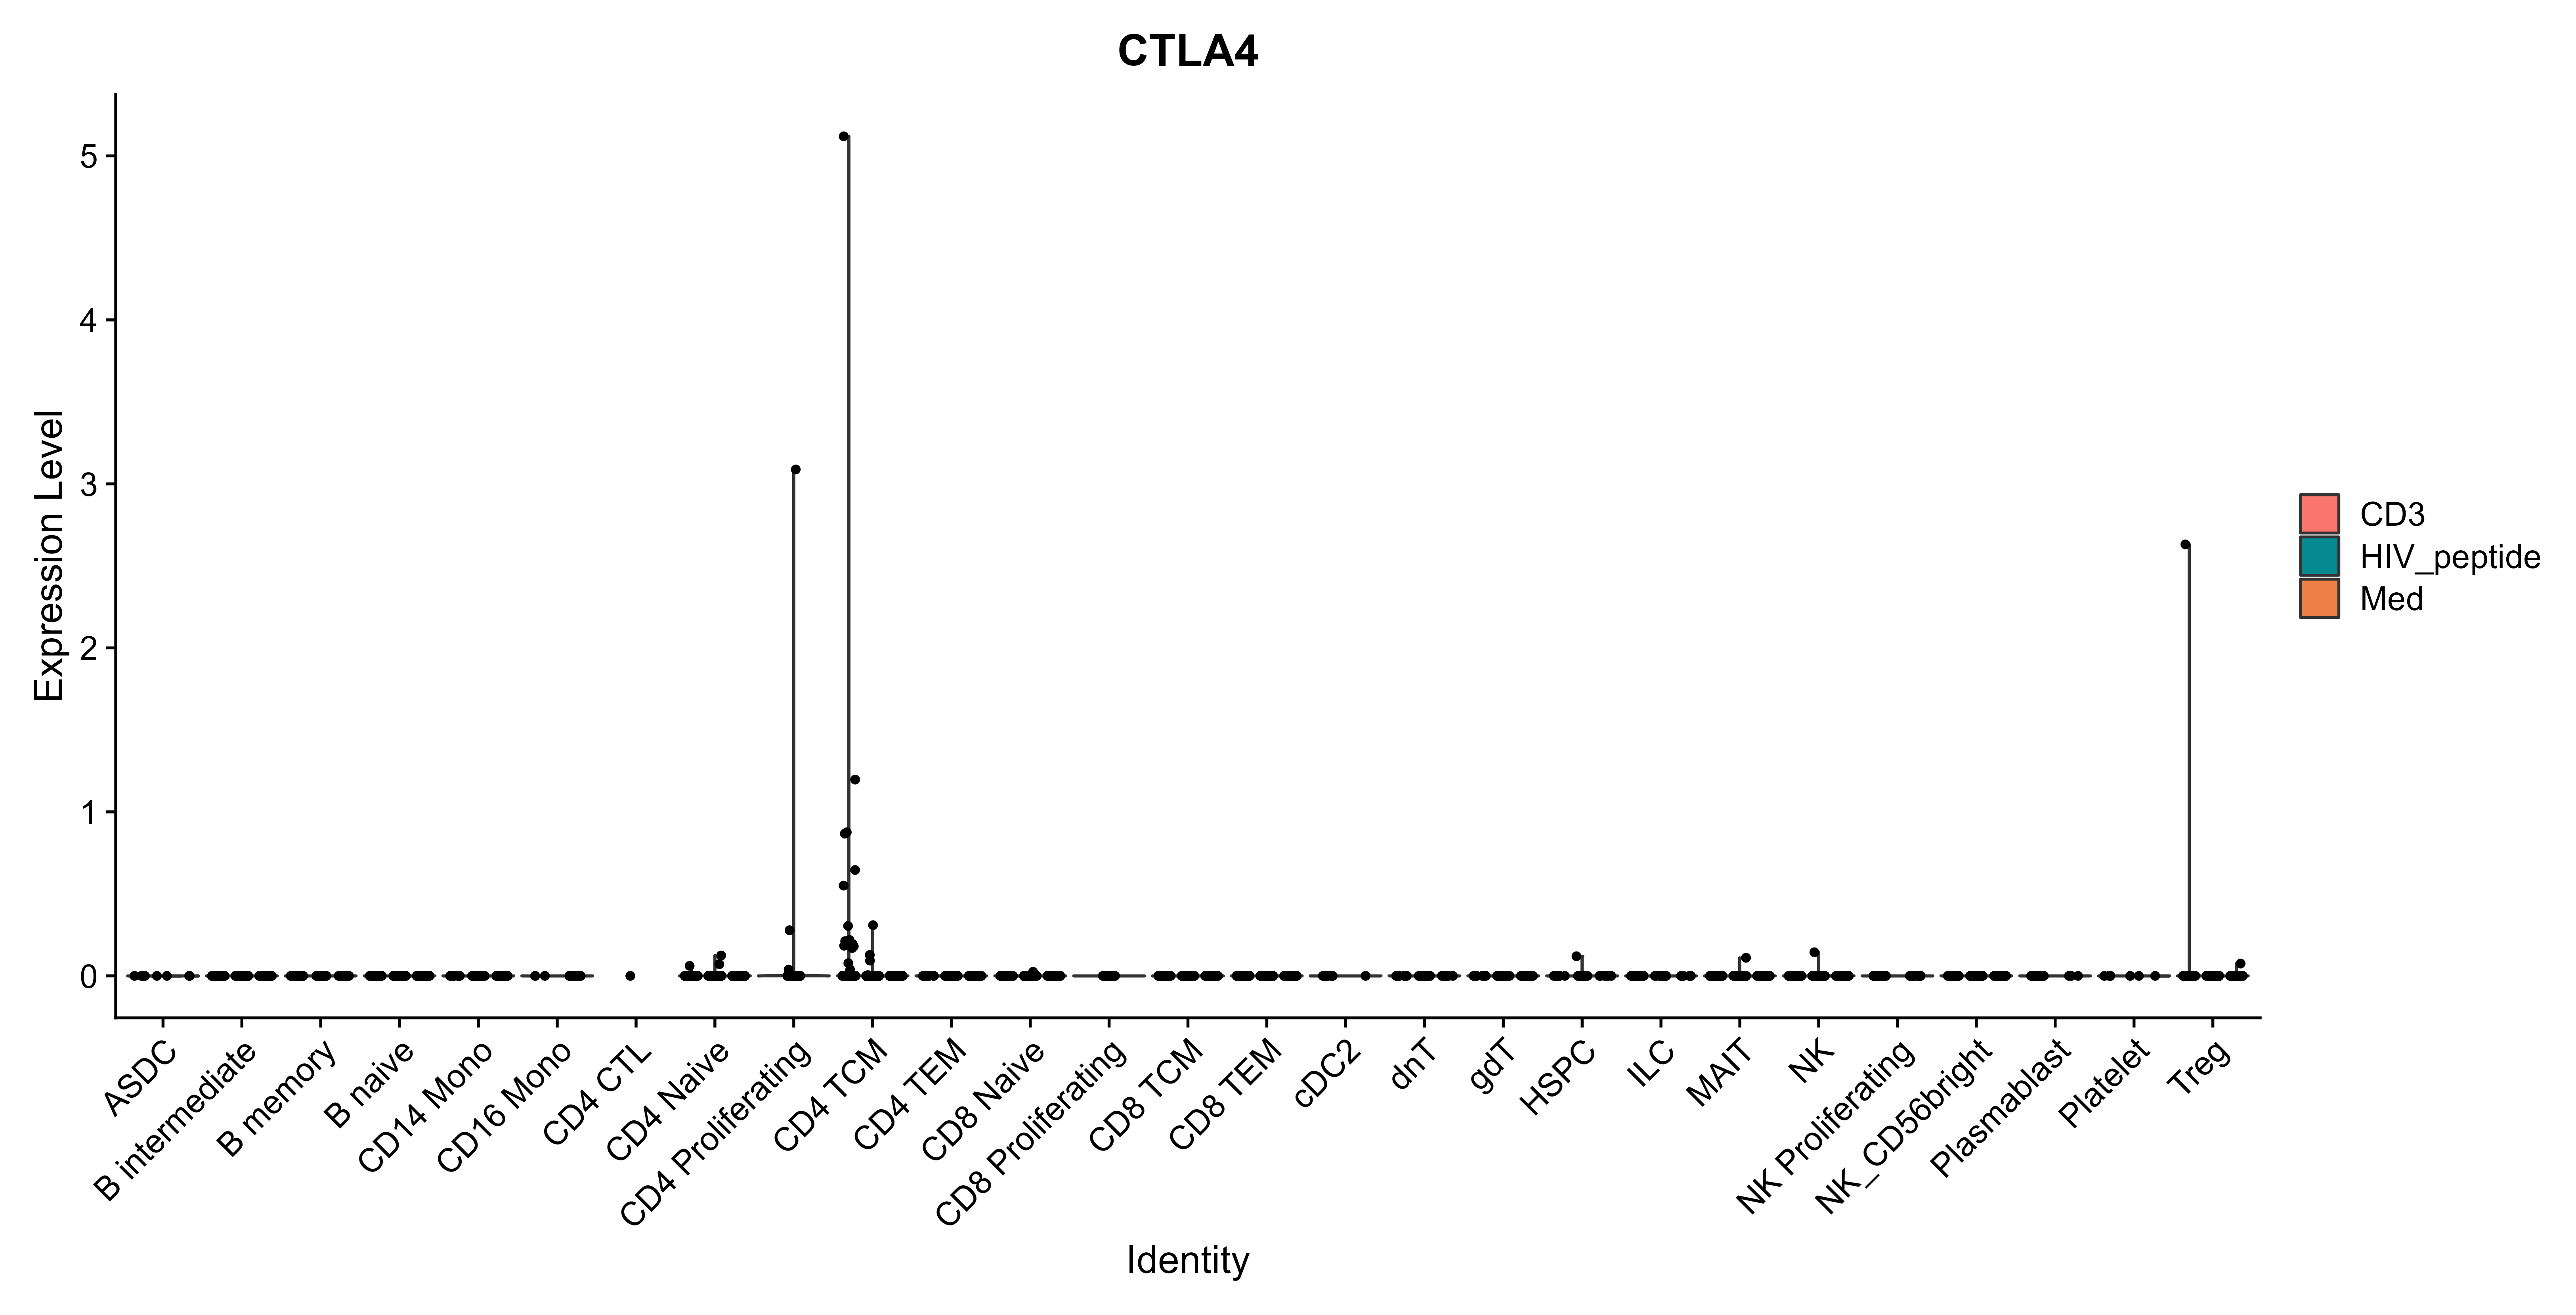 CTLA4
Expression Level
5
4
3
2
1
0
ASDC
B intermediate
B memory
B naive
CD14 Mono
CD16 Mono
CD4 CTL
CD4 Naive
CD4 Proliferating
CD4 TCM
CD4 TEM
CD8 Naive
CD8 Proliferating
CD8 TCM
CD8 TEM
cDC2
dnT
gdT
HSPC
ILC
MAIT
NK
NK Proliferating
NK_CD56bright
Plasmablast
Platelet
Treg
Identity
CD3
HIV_peptide
Med